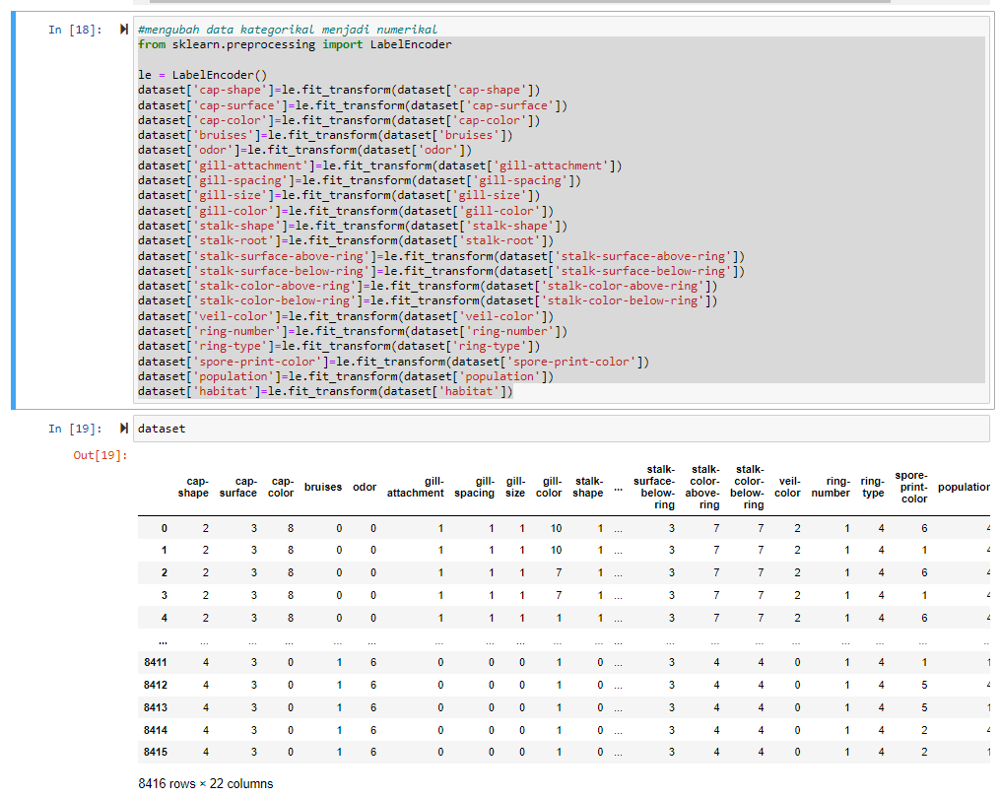 In [18]:
#mengubah data kategorikal menjadi numerikal
from sklearn.preprocessing import LabelEncoder
le = LabelEncoder()
dataset['cap-shape']=le.fit_transform(dataset['cap-shape'])
dataset['cap-surface']=le.fit_transform(dataset['cap-surface'])
dataset['cap-color']=le.fit_transform(dataset['cap-color'])
dataset['bruises']=le.fit_transform(dataset['bruises'])
dataset['odor']=le.fit_transform(dataset['odor'])
dataset['gill-attachment']=le.fit_transform(dataset['gill-attachment'])
dataset['gill-spacing']=le.fit_transform(dataset['gill-spacing'])
dataset['gill-size']=le.fit_transform(dataset['gill-size'])
dataset['gill-color']=le.fit_transform(dataset['gill-color'])
dataset['stalk-shape']=le.fit_transform(dataset['stalk-shape'])
dataset['stalk-root']=le.fit_transform(dataset['stalk-root'])
dataset['stalk-surface-above-ring']=le.fit_transform(dataset['stalk-surface-above-ring'])
dataset['stalk-surface-below-ring']=le.fit_transform(dataset['stalk-surface-below-ring'])
dataset['stalk-color-above-ring']=le.fit_transform(dataset['stalk-color-above-ring'])
dataset['stalk-color-below-ring']=le.fit_transform(dataset['stalk-color-below-ring'])
dataset['veil-color']=le.fit_transform(dataset['veil-color'])
dataset['ring-number']=le.fit_transform(dataset['ring-number'])
dataset['ring-type']=le.fit_transform(dataset['ring-type'])
dataset['spore-print-color']=le.fit_transform(dataset['spore-print-color'])
dataset['population']=le.fit_transform(dataset['population'])
dataset['habitat']=le.fit_transform(dataset['habitat'])
In [19]: dataset
Out[19]:
cap-shape cap-surface cap-color bruises odor gill-attachment gill-spacing gill-size gill-color stalk-shape ... stalk-surface-below-ring stalk-color-above-ring stalk-color-below-ring veil-color ring-number ring-type spore-print-color population
0 2 3 8 0 0 1 1 1 10 1 ... 3 7 7 2 1 4 6 4
1 2 3 8 0 0 1 1 1 10 1 ... 3 7 7 2 1 4 1 4
2 2 3 8 0 0 1 1 1 7 1 ... 3 7 7 2 1 4 6 4
3 2 3 8 0 0 1 1 1 7 1 ... 3 7 7 2 1 4 1 4
4 2 3 8 0 0 1 1 1 1 1 ... 3 7 7 2 1 4 6 4
... ... ... ... ... ... ... ... ... ... ... ... ... ... ... ... ... ... ... ...
8411 4 3 0 1 6 0 0 0 1 0 ... 3 4 4 0 1 4 1 1
8412 4 3 0 1 6 0 0 0 1 0 ... 3 4 4 0 1 4 5 4
8413 4 3 0 1 6 0 0 0 1 0 ... 3 4 4 0 1 4 5 1
8414 4 3 0 1 6 0 0 0 1 0 ... 3 4 4 0 1 4 2 4
8415 4 3 0 1 6 0 0 0 1 0 ... 3 4 4 0 1 4 2 1
8416 rows × 22 columns